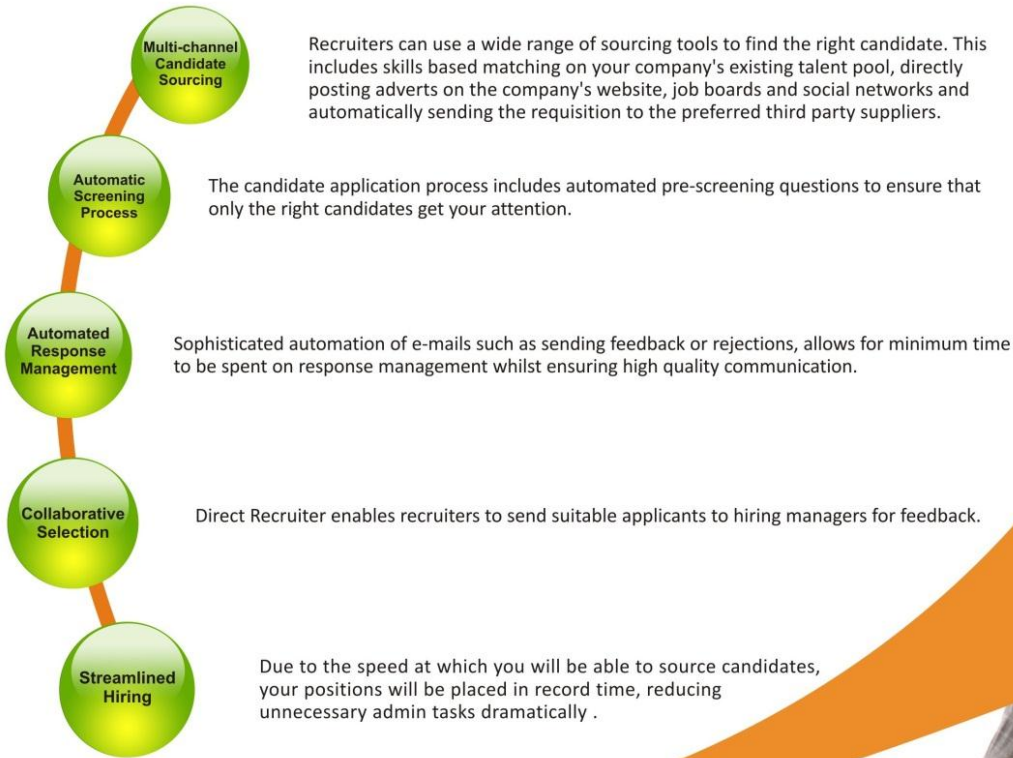 Multi-channel
Candidate
Sourcing
Recruiters can use a wide range of sourcing tools to find the right candidate. This
includes skills based matching on your company's existing talent pool, directly
posting adverts on the company's website, job boards and social networks and
automatically sending the requisition to the preferred third party suppliers.
Automatic
Screening
Process
The candidate application process includes automated pre-screening questions to ensure that
only the right candidates get your attention.
Automated
Response
Management
Sophisticated automation of e-mails such as sending feedback or rejections, allows for minimum time
to be spent on response management whilst ensuring high quality communication.
Collaborative
Selection
Direct Recruiter enables recruiters to send suitable applicants to hiring managers for feedback.
Streamlined
Hiring
Due to the speed at which you will be able to source candidates,
your positions will be placed in record time, reducing
unnecessary admin tasks dramatically .